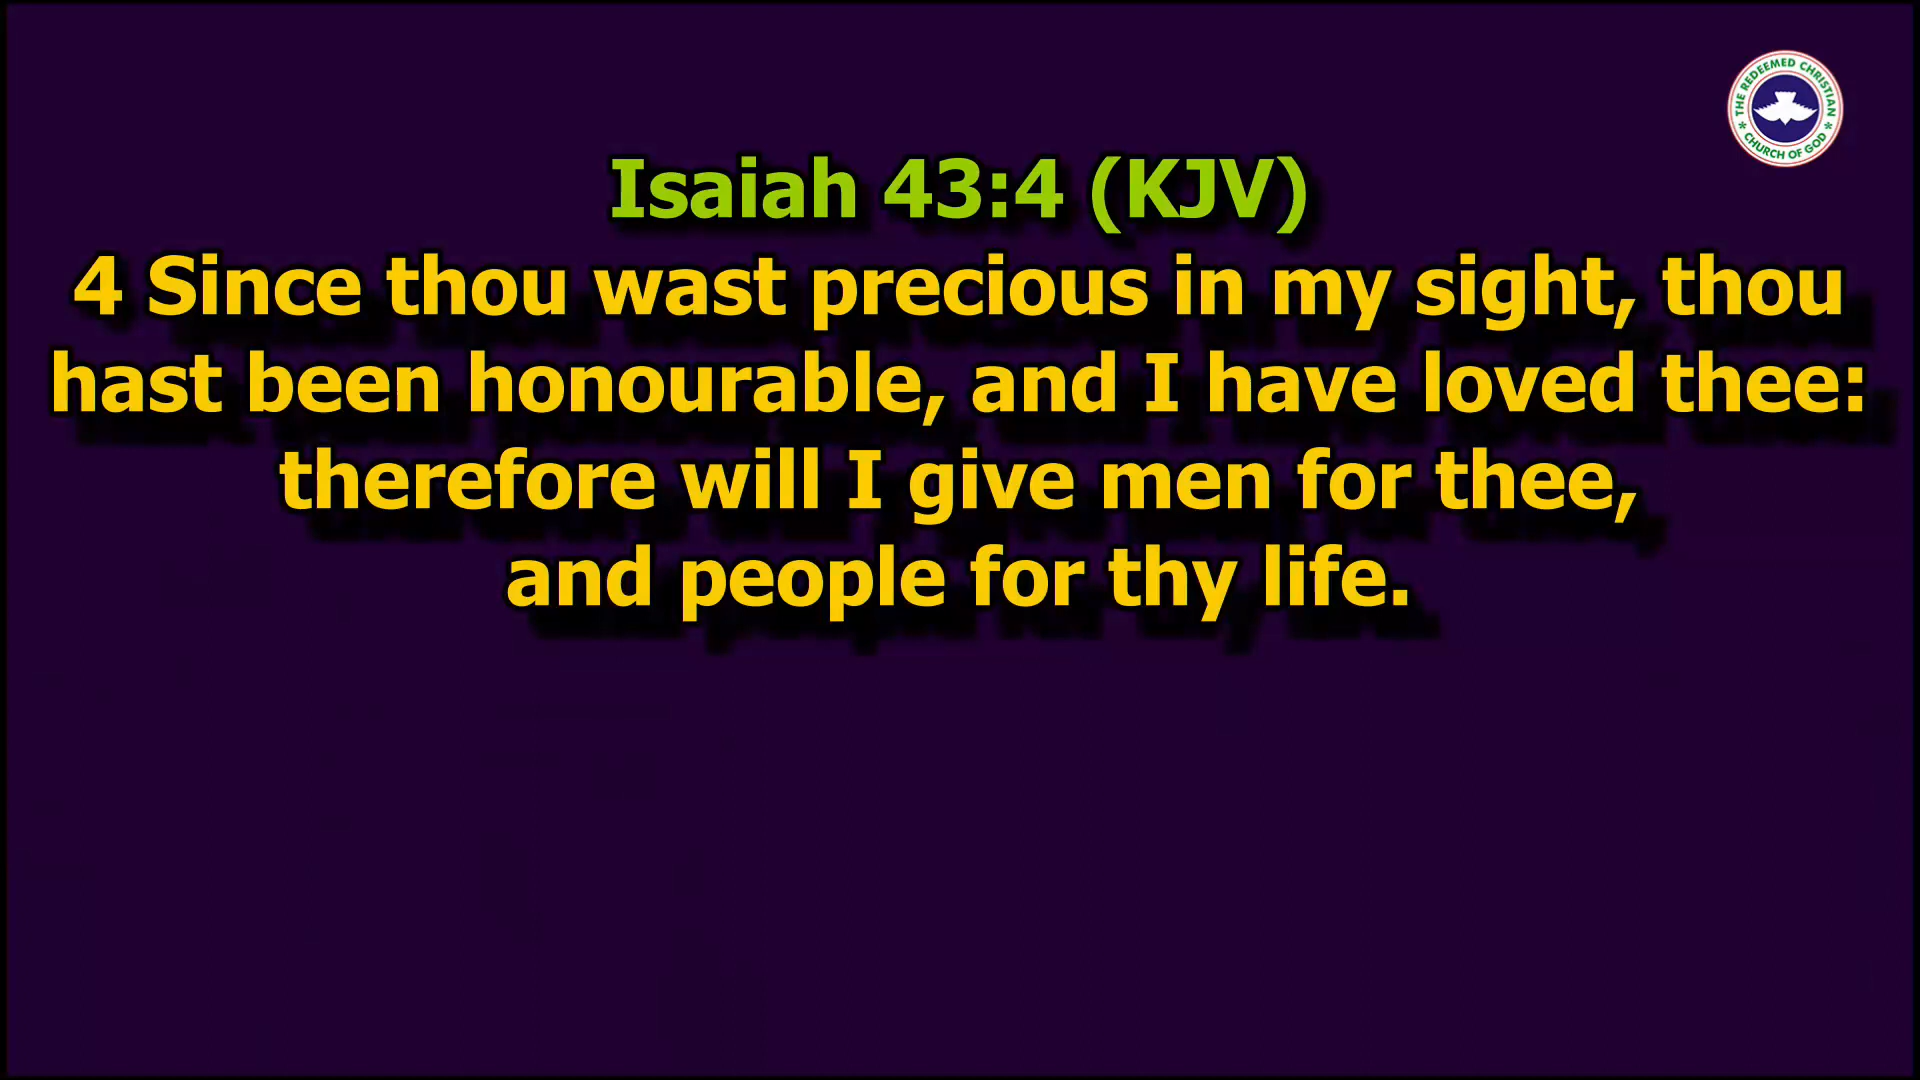 THE REDEEMED CHRISTIAN
CHURCH OF GOD
Isaiah 43:4 (KJV)
4 Since thou wast precious in my sight, thou
hast been honourable, and I have loved thee:
therefore will I give men for thee,
and people for thy life.